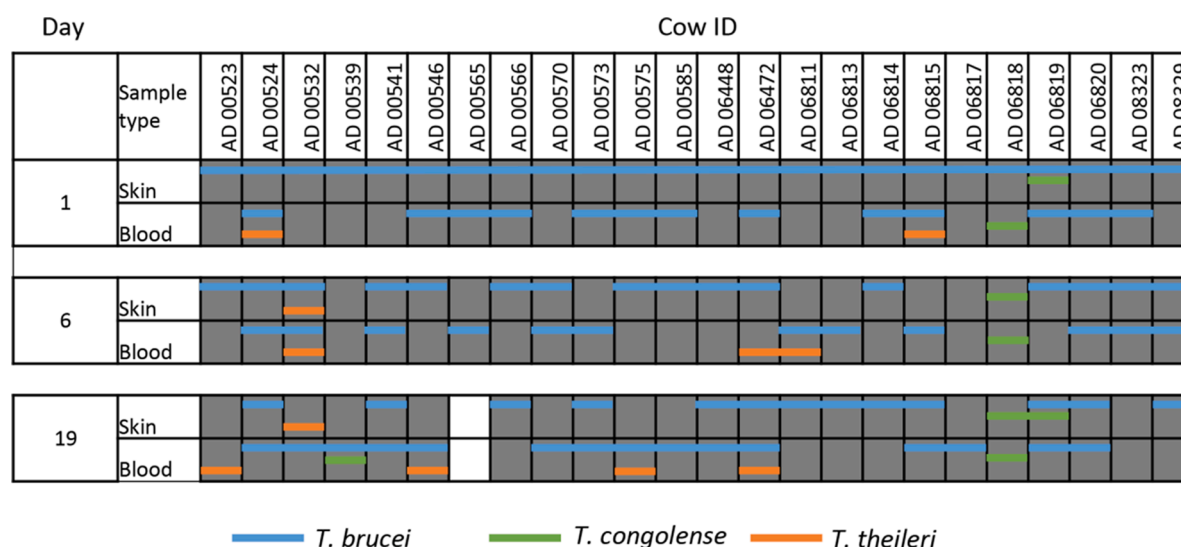 Day Cow ID
Sample type AD 00523 AD 00524 AD 00532 AD 00539 AD 00541 AD 00546 AD 00565 AD 00566 AD 00570 AD 00573 AD 00575 AD 00585 AD 06448 AD 06472 AD 06811 AD 06813 AD 06814 AD 06815 AD 06817 AD 06818 AD 06819 AD 06820 AD 08323
Skin
1
Blood
Skin
6
Blood
Skin
19
Blood
T. brucei T. congolense T. theileri